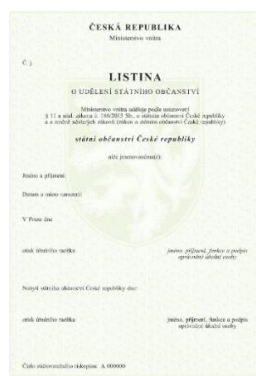 ČESKÁ REPUBLIKA
Ministerstvo vnitra
Č. j.
LISTINA
O UDĚLENÍ STÁTNÍHO OBČANSTVÍ
Ministerstvo vnitra uděluje podle ustanovení
§ 11 a násl. zákona č. 186/2013 Sb., o státním občanství České republiky
a o změně některých zákonů (zákon o státním občanství České republiky)
státní občanství České republiky
níže jmenovanému(é):
Jméno a příjmení:
Datum a místo narození:
V Praze dne:
otisk úředního razítka
jméno, příjmení, funkce a podpis
oprávněné úřední osoby
Nabytí státního občanství České republiky dne:
otisk úředního razítka
jméno, příjmení, funkce a podpis
oprávněné úřední osoby
Číslo zúčtovatelného tiskopisu: A 000000